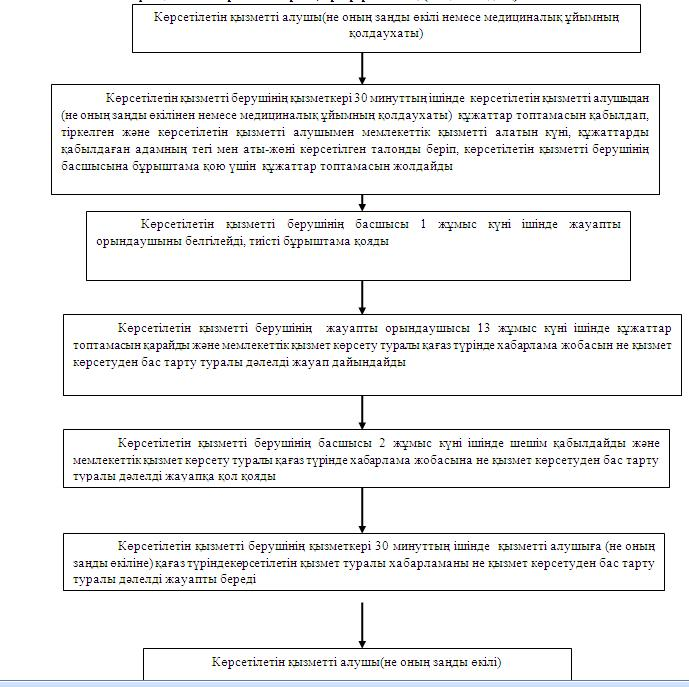 Көрсетілетін қызметті алушы(не оның заңды өкілі немесе медициналық ұйымның
қолдаухаты)
Көрсетілетін қызметті берушінің қызметкері 30 минуттың ішінде көрсетілетін қызметті алушыдан
(не оның заңды өкілінен немесе медициналық ұйымның қолдаухаты) құжаттар топтамасын қабылдап,
тіркелген және көрсетілетін қызметті алушымен мемлекеттік қызметті алатын күні, құжаттарды
қабылдаған адамның тегі мен аты-жөні көрсетілген талонды беріп, көрсетілетін қызметті берушінің
басшысына бұрыштама қою үшін құжаттар топтамасын жолдайды
Көрсетілетін қызметті берушінің басшысы 1 жұмыс күні ішінде жауапты
орындаушыны белгілейді, тиісті бұрыштама қояды
Көрсетілетін қызметті берушінің жауапты орындаушысы 13 жұмыс күні ішінде құжаттар
топтамасын қарайды және мемлекеттік қызмет көрсету туралы қағаз түрінде хабарлама жобасын не қызмет
көрсетуден бас тарту туралы дәлелді жауап дайындайды
Көрсетілетін қызметті берушінің басшысы 2 жұмыс күні ішінде шешім қабылдайды және
мемлекеттік қызмет көрсету туралы қағаз түрінде хабарлама жобасына не қызмет көрсетуден бас тарту
туралы дәлелді жауапқа қол қояды
Көрсетілетін қызметті берушінің қызметкері 30 минуттың ішінде қызметті алушыға (не оның
заңды өкіліне) қағаз түріндекөрсетілетін қызмет туралы хабарламаны не қызмет көрсетуден бас тарту
туралы дәлелді жауапты береді
Көрсетілетін қызметті алушы(не оның заңды өкілі)